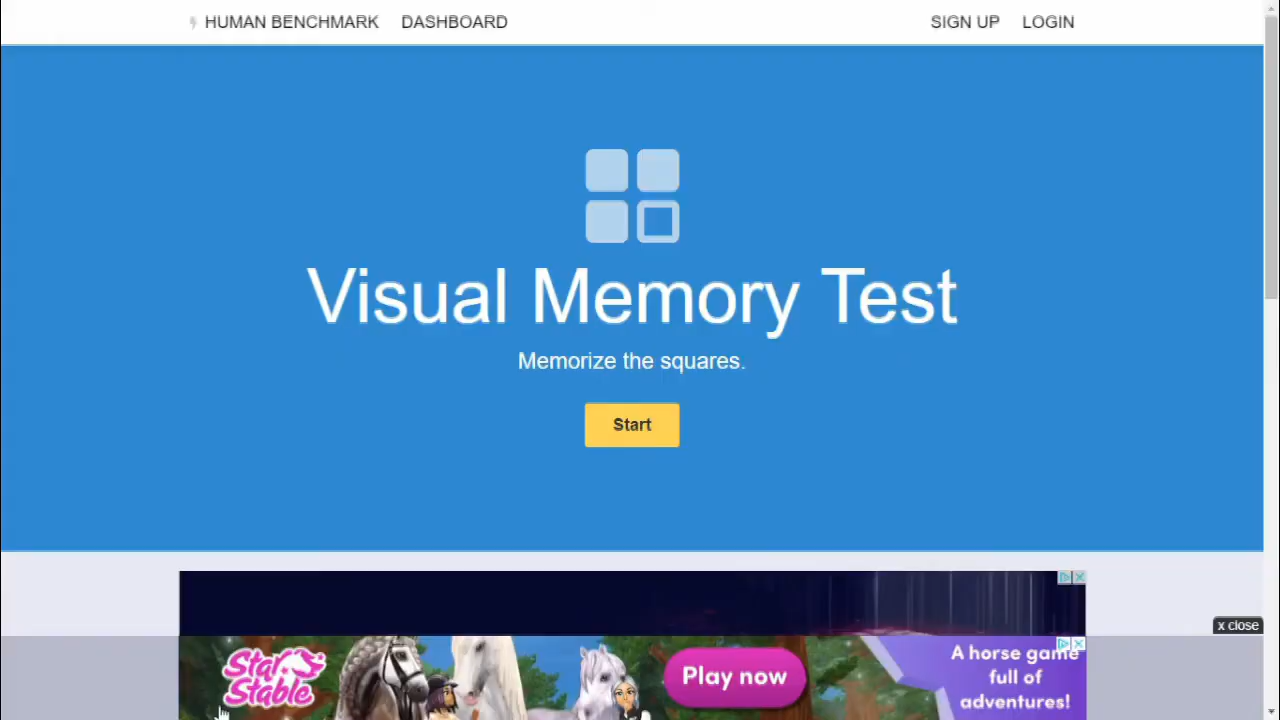 HUMAN BENCHMARK DASHBOARD SIGN UP LOGIN
Visual Memory Test
Memorize the squares.
Start
x close
Star
Stable
Play now
A horse game
full of
adventures!